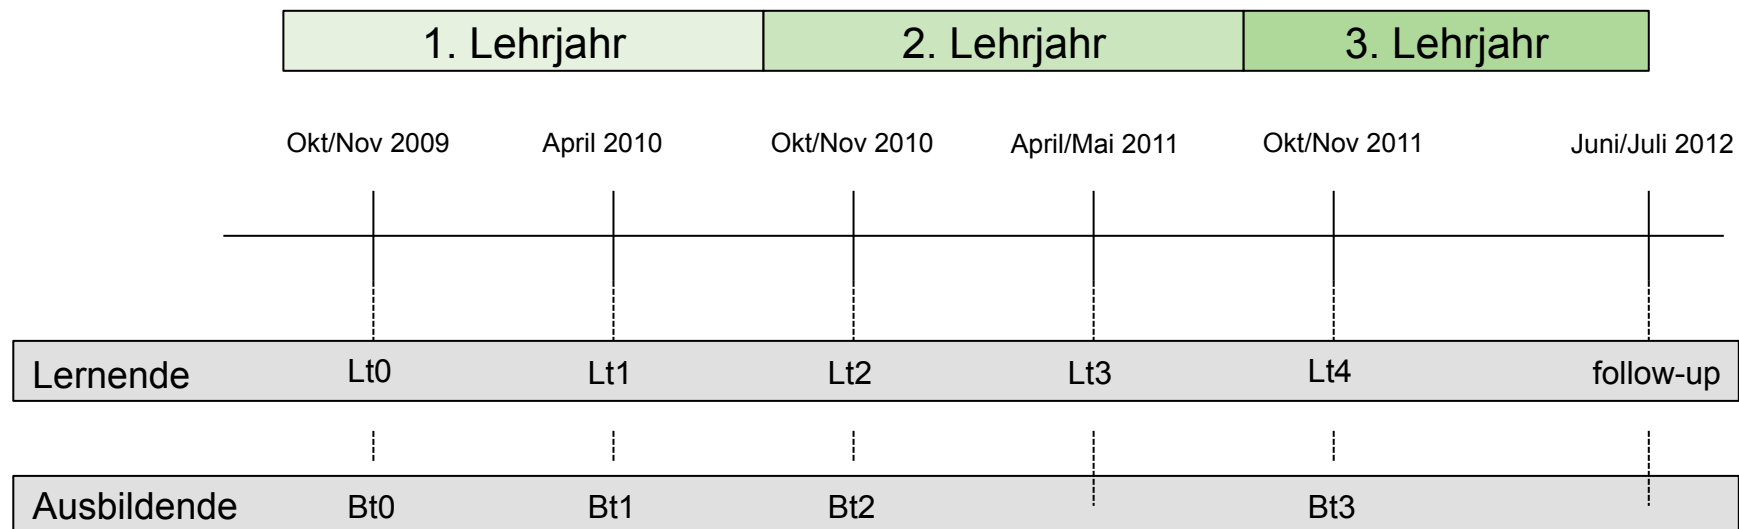 1. Lehrjahr 2. Lehrjahr 3. Lehrjahr
Okt/Nov 2009 April 2010 Okt/Nov 2010 April/Mai 2011 Okt/Nov 2011 Juni/Juli 2012
Lernende Lt0 Lt1 Lt2 Lt3 Lt4 follow-up
Ausbildende Bt0 Bt1 Bt2 Bt3